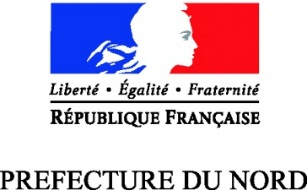 Liberté • Égalité • Fraternité
RÉPUBLIQUE FRANÇAISE
PREFECTURE DU NORD